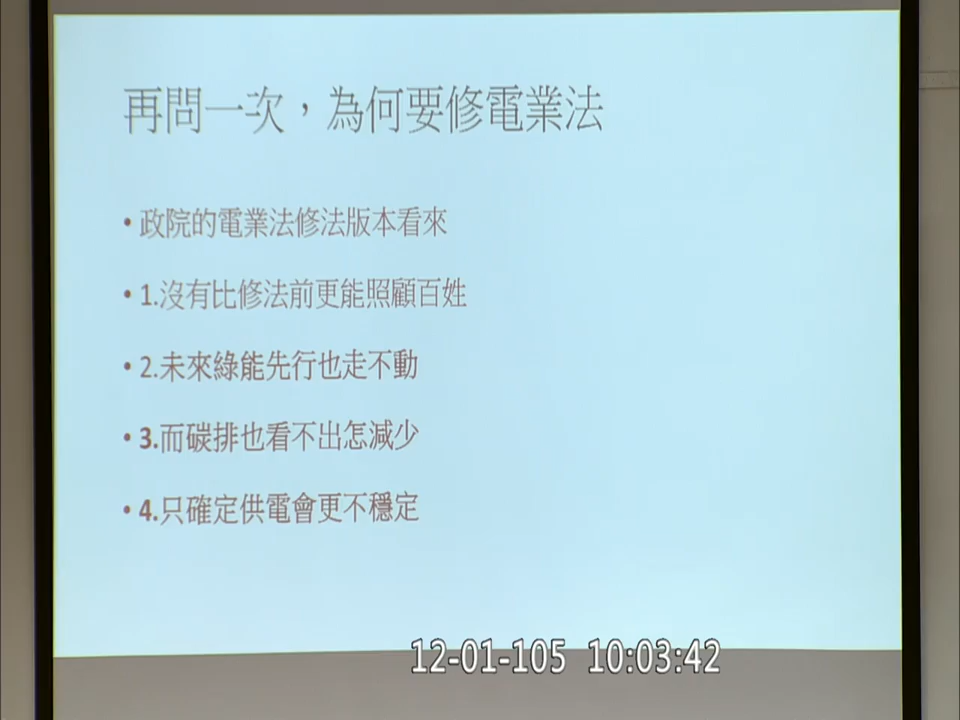 再問一次，為何要修電業法
• 政院的電業法修法版本看來
• 1.沒有比修法前更能照顧百姓
• 2.未來綠能先行也走不動
• 3.而碳排也看不出怎減少
• 4.只確定供電會更不穩定
12-01-105 10:03:42